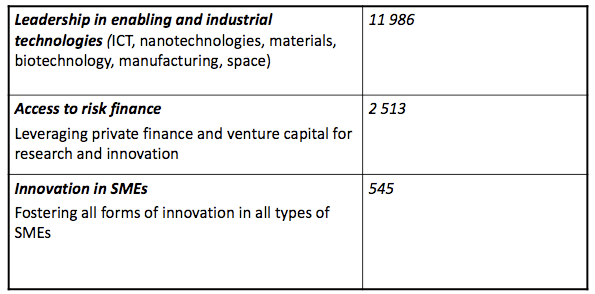 Leadership in enabling and industrial
technologies (ICT, nanotechnologies, materials,
biotechnology, manufacturing, space)
11 986
Access to risk finance
2 513
Leveraging private finance and venture capital for
research and innovation
Innovation in SMEs
545
Fostering all forms of innovation in all types of
SMEs